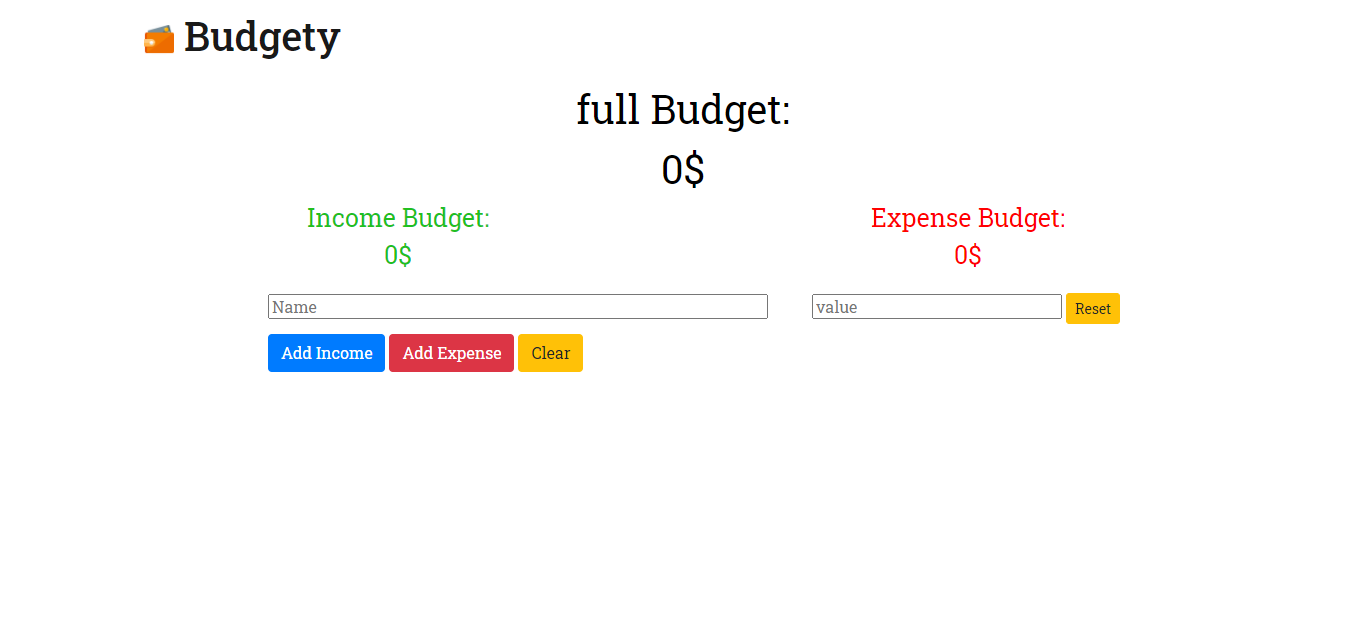 Budgety
full Budget:
0$
Income Budget:
0$
Expense Budget:
0$
Name
value
Reset
Add Income
Add Expense
Clear